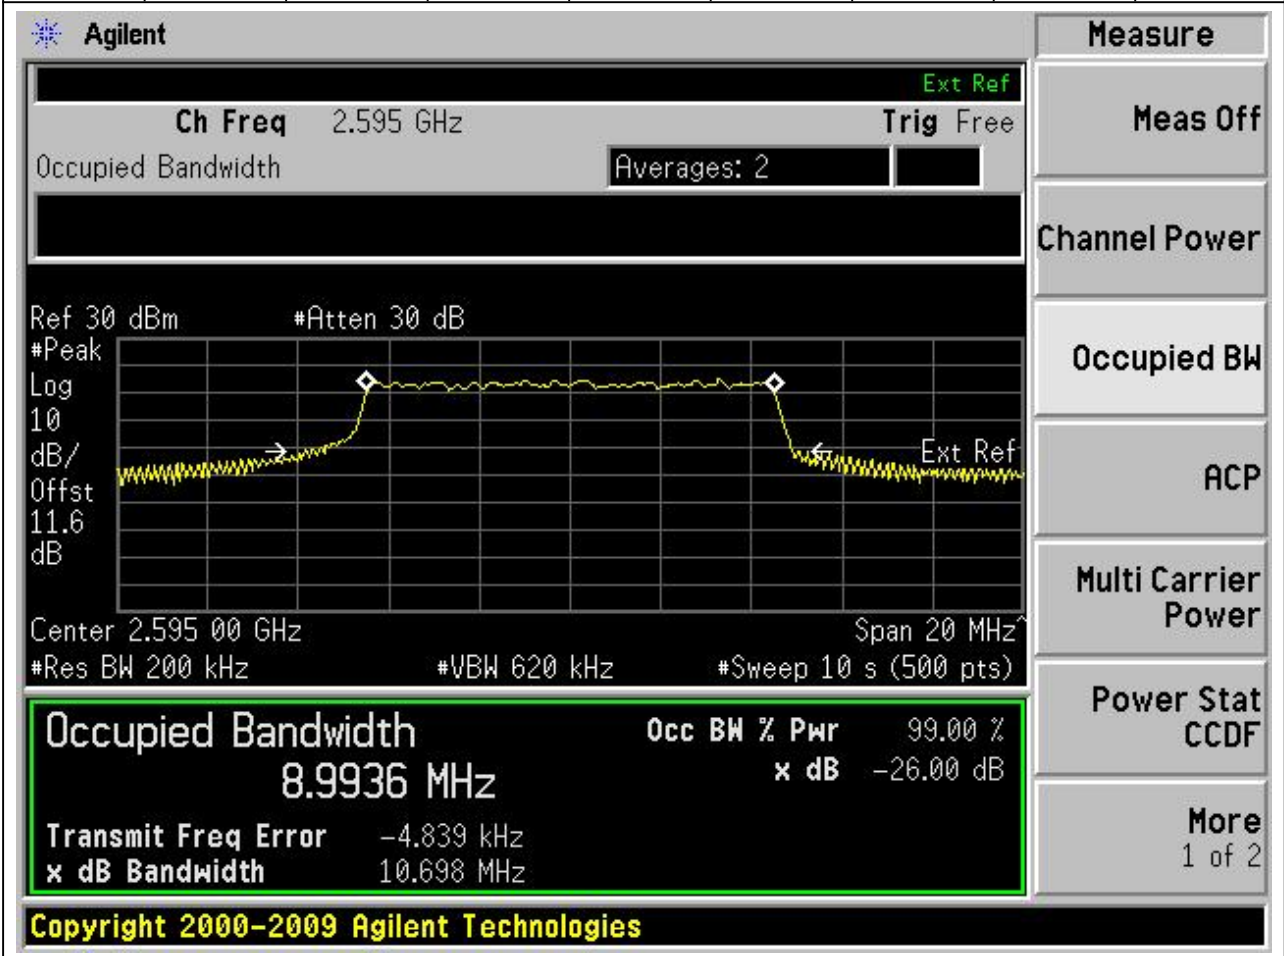 Agilent
Measure
Ext Ref
Ch Freq 2.595 GHz Trig Free
Meas Off
Occupied Bandwidth Averages: 2
Channel Power
Ref 30 dBm #Atten 30 dB
#Peak
Log
10
dB/
Offst
11.6
dB
Ext Ref
Occupied BW
ACP
Center 2.595 00 GHz Span 20 MHz^
#Res BW 200 kHz #VBW 620 kHz #Sweep 10 s (500 pts)
Multi Carrier
Power
Occupied Bandwidth Occ BW % Pwr 99.00 %
8.9936 MHz x dB -26.00 dB
Transmit Freq Error -4.839 kHz
x dB Bandwidth 10.698 MHz
Power Stat
CCDF
More
1 of 2
Copyright 2000-2009 Agilent Technologies